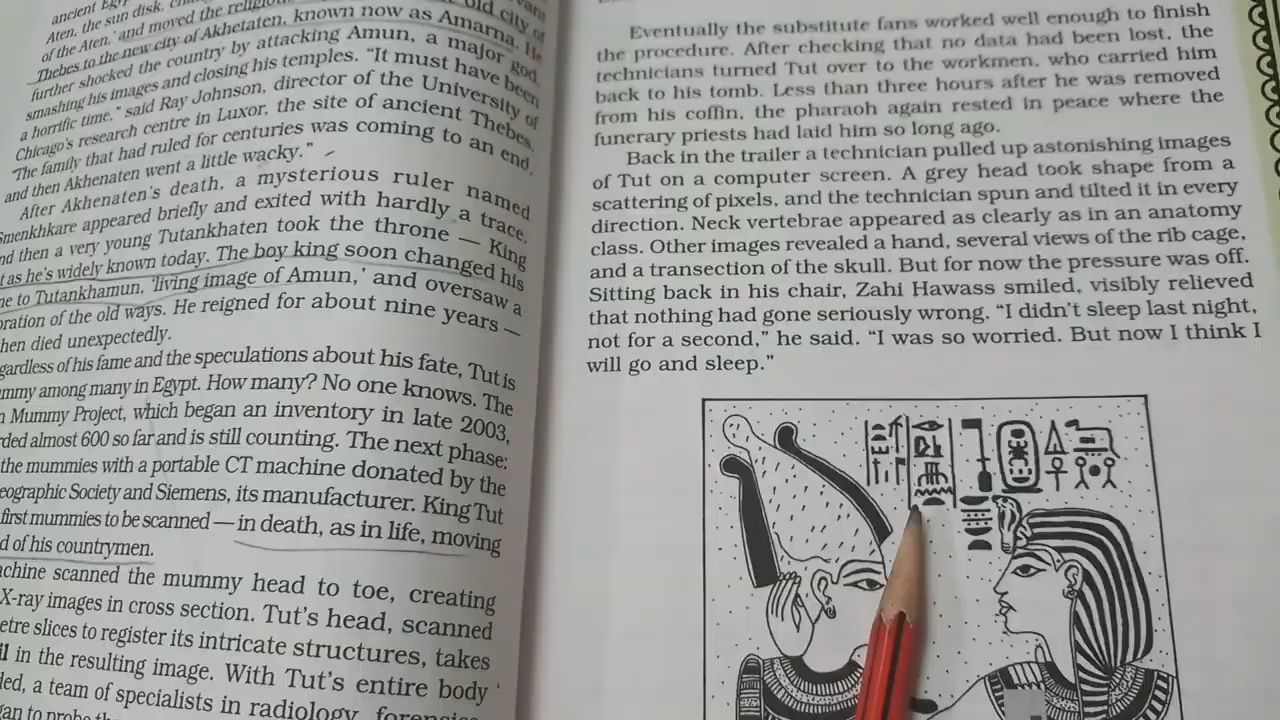 ancient
Aten, the sun disk,
of the Aten,' and moved the religious old city of
Thebes to the new city of Akhetaten, known now as Amarna. He
further shocked the country by attacking Amun, a major god,
smashing his images and closing his temples. “It must have been
a horrific time,” said Ray Johnson, director of the University of
Chicago's research centre in Luxor, the site of ancient Thebes.
“The family that had ruled for centuries was coming to an end,
and then Akhenaten went a little wacky.”
After Akhenaten's death, a mysterious ruler named
Smenkhkare appeared briefly and exited with hardly a trace.
nd then a very young Tutankhaten took the throne — King
t as he's widely known today. The boy king soon changed his
me to Tutankhamun, ‘living image of Amun,’ and oversaw a
oration of the old ways. He reigned for about nine years —
hen died unexpectedly.
gardless of his fame and the speculations about his fate, Tut is
mmy among many in Egypt. How many? No one knows. The
n Mummy Project, which began an inventory in late 2003,
rded almost 600 so far and is still counting. The next phase:
the mummies with a portable CT machine donated by the
eographic Society and Siemens, its manufacturer. King Tut
first mummies to be scanned — in death, as in life, moving
d of his countrymen.
achine scanned the mummy head to toe, creating
X-ray images in cross section. Tut's head, scanned
etre slices to register its intricate structures, takes
il in the resulting image. With Tut's entire body
led, a team of specialists in radiology, forensic
gan to probe
Eventually the substitute fans worked well enough to finish
the procedure. After checking that no data had been lost, the
technicians turned Tut over to the workmen, who carried him
back to his tomb. Less than three hours after he was removed
from his coffin, the pharaoh again rested in peace where the
funerary priests had laid him so long ago.
Back in the trailer a technician pulled up astonishing images
of Tut on a computer screen. A grey head took shape from a
scattering of pixels, and the technician spun and tilted it in every
direction. Neck vertebrae appeared as clearly as in an anatomy
class. Other images revealed a hand, several views of the rib cage,
and a transection of the skull. But for now the pressure was off.
Sitting back in his chair, Zahi Hawass smiled, visibly relieved
that nothing had gone seriously wrong. “I didn't sleep last night,
not for a second,” he said. “I was so worried. But now I think I
will go and sleep.”